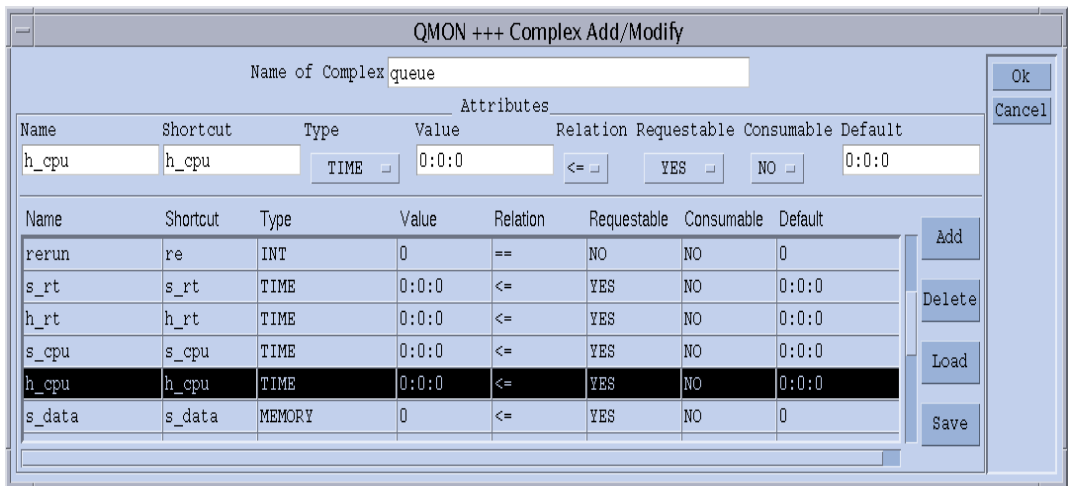 QMON +++ Complex Add/Modify
Name of Complex queue
Ok
Attributes
Cancel
Name Shortcut Type Value Relation Requestable Consumable Default
h_cpu h_cpu TIME 0:0:0 <= YES NO 0:0:0
Name Shortcut Type Value Relation Requestable Consumable Default
Add
rerun re INT 0 == NO NO 0
s_rt s_rt TIME 0:0:0 <= YES NO 0:0:0
Delete
h_rt h_rt TIME 0:0:0 <= YES NO 0:0:0
s_cpu s_cpu TIME 0:0:0 <= YES NO 0:0:0
Load
h_cpu h_cpu TIME 0:0:0 <= YES NO 0:0:0
s_data s_data MEMORY 0 <= YES NO 0
Save